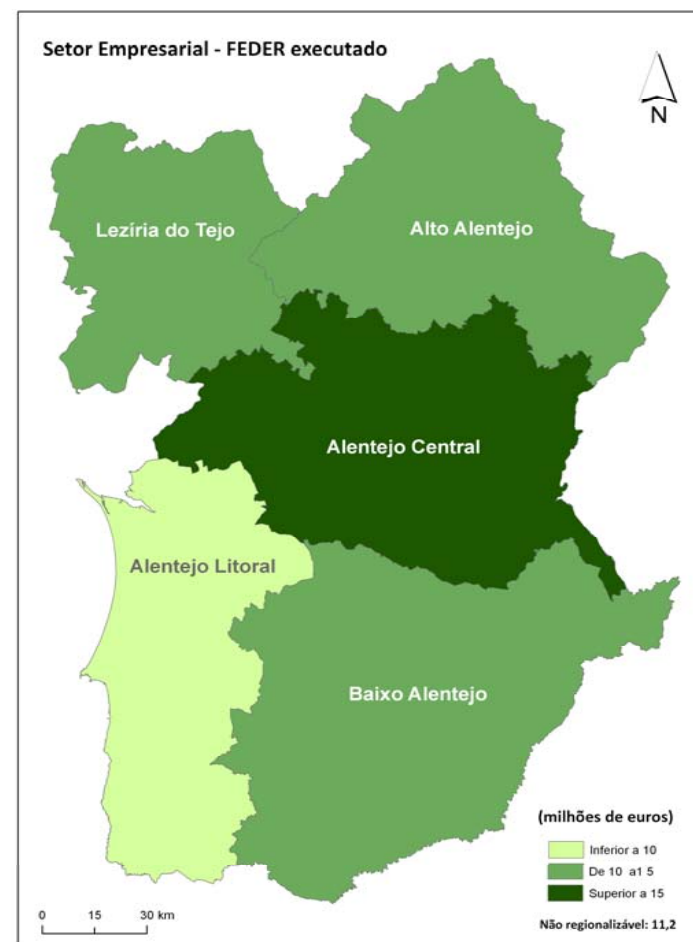 Setor Empresarial - FEDER executado
N
Lezíria do Tejo
Alto Alentejo
Alentejo Central
Alentejo Litoral
Baixo Alentejo
(milhões de euros)
Inferior a 10
De 10 a1 5
Superior a 15
0 15 30 km
Não regionalizável: 11,2